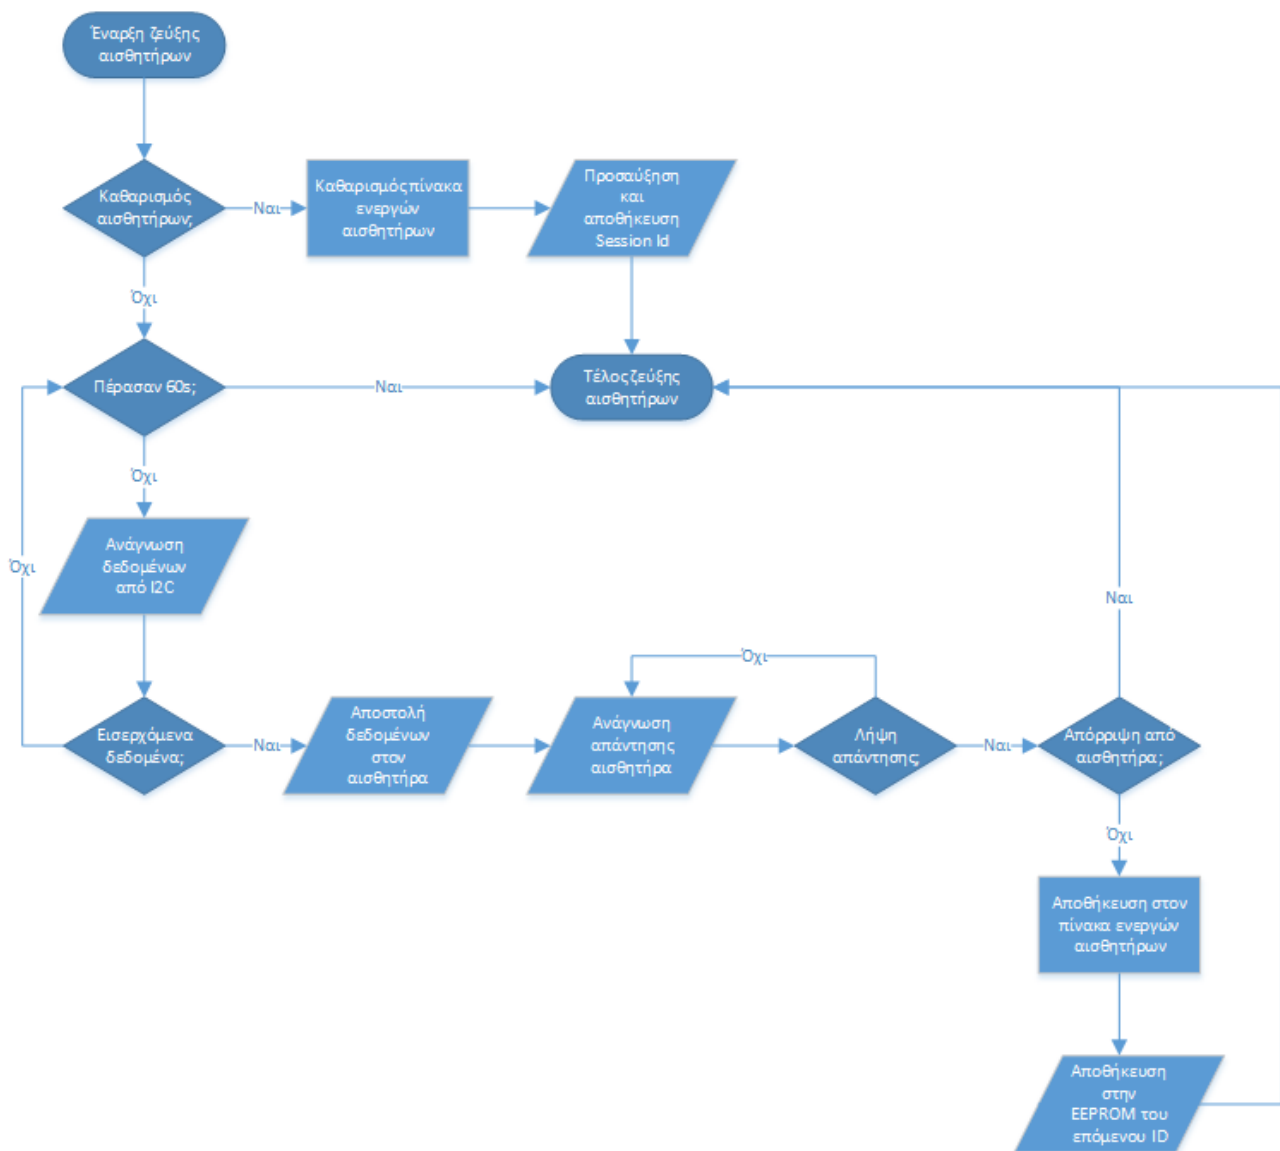 Έναρξη ζεύξης
αισθητήρων
Καθαρισμός
αισθητήρων;
Ναι
Καθαρισμός πίνακα
ενεργών
αισθητήρων
Προσαύξηση
και
αποθήκευση
Session Id
Όχι
Πέρασαν 60s;
Ναι
Τέλος ζεύξης
αισθητήρων
Όχι
Ανάγνωση
δεδομένων
από I2C
Όχι
Ναι
Εισερχόμενα
δεδομένα;
Ναι
Αποστολή
δεδομένων
στον
αισθητήρα
Ανάγνωση
απάντησης
αισθητήρα
Όχι
Λήψη
απάντησης;
Ναι
Απόρριψη από
αισθητήρα;
Όχι
Αποθήκευση στον
πίνακα ενεργών
αισθητήρων
Αποθήκευση
στην
EEPROM του
επόμενου ID